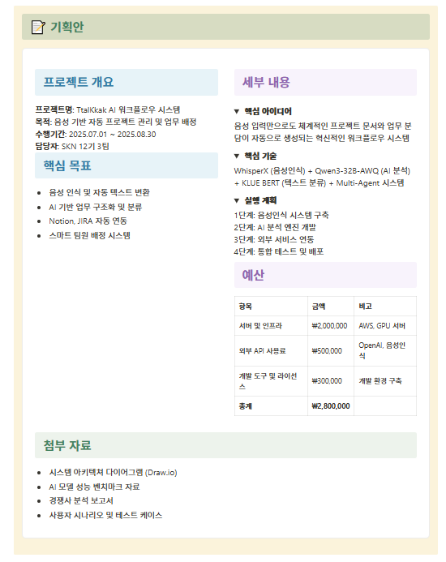 기획안
프로젝트 개요
프로젝트명: TtalKkak AI 워크플로우 시스템
목적: 음성 기반 자동 프로젝트 관리 및 업무 배정
수행기간: 2025.07.01 ~ 2025.08.30
담당자: SKN 12기 3팀
핵심 목표
음성 인식 및 자동 텍스트 변환
AI 기반 업무 구조화 및 분류
Notion, JIRA 자동 연동
스마트 팀원 배정 시스템
세부 내용
▼ 핵심 아이디어
음성 입력만으로도 체계적인 프로젝트 문서와 업무 분
담이 자동으로 생성되는 혁신적인 워크플로우 시스템
▼ 핵심 기술
WhisperX (음성인식) + Qwen3-32B-AWQ (AI 분석)
+ KLUE BERT (텍스트 분류) + Multi-Agent 시스템
▼ 실행 계획
1단계: 음성인식 시스템 구축
2단계: AI 분석 엔진 개발
3단계: 외부 서비스 연동
4단계: 통합 테스트 및 배포
예산
항목 금액 비고
서버 및 인프라 ₩2,000,000 AWS, GPU 서버
외부 API 사용료 ₩500,000 OpenAI, 음성인
식
개발 도구 및 라이선
스 ₩300,000 개발 환경 구축
총계 ₩2,800,000
첨부 자료
시스템 아키텍처 다이어그램 (Draw.io)
AI 모델 성능 벤치마크 자료
경쟁사 분석 보고서
사용자 시나리오 및 테스트 케이스